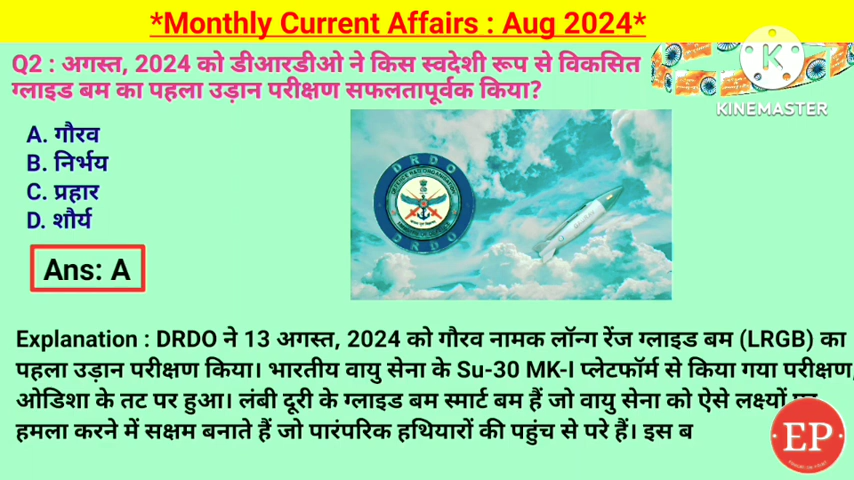 *Monthly Current Affairs : Aug 2024*
Q2 : अगस्त, 2024 को डीआरडीओ ने किस स्वदेशी रूप से विकसित
ग्लाइड बम का पहला उड़ान परीक्षण सफलतापूर्वक किया?
K
KINEMASTER
A. गौरव
B. निर्भय
C. प्रहार
D. शौर्य
DRDO
DRDO
Ans: A
Explanation : DRDO ने 13 अगस्त, 2024 को गौरव नामक लॉन्ग रेंज ग्लाइड बम (LRGB) का
पहला उड़ान परीक्षण किया। भारतीय वायु सेना के Su-30 MK-I प्लेटफॉर्म से किया गया परीक्षण,
ओडिशा के तट पर हुआ। लंबी दूरी के ग्लाइड बम स्मार्ट बम हैं जो वायु सेना को ऐसे लक्ष्यों
हमला करने में सक्षम बनाते हैं जो पारंपरिक हथियारों की पहुंच से परे हैं। इस ब
EP